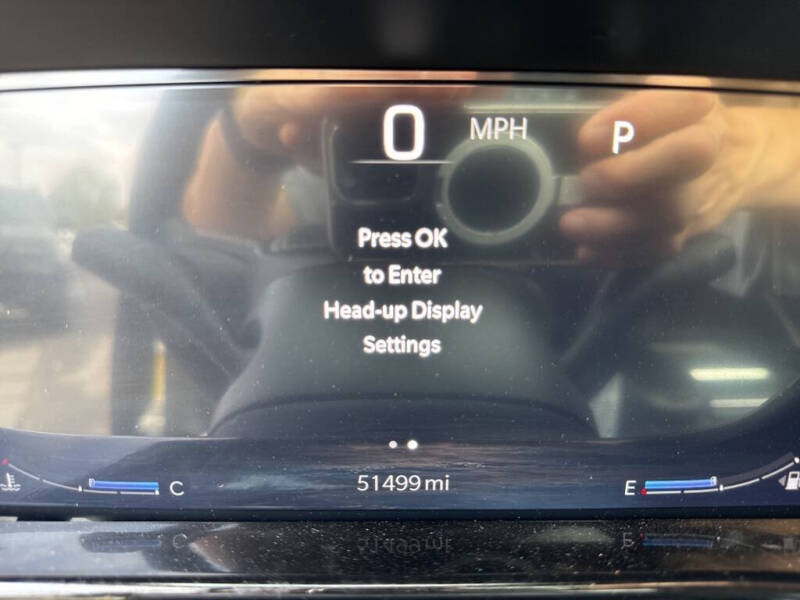 0 MPH P
Press OK
to Enter
Head-up Display
Settings
C 51499 mi E